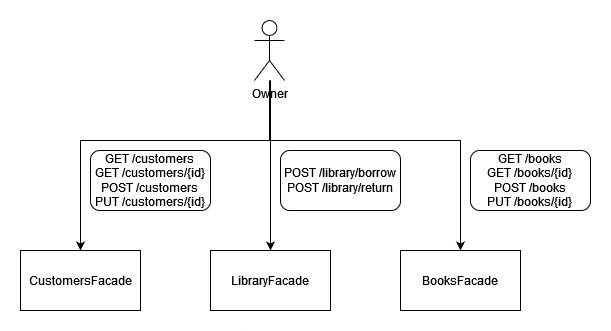 Owner
GET /customers
GET /customers/{id}
POST /customers
PUT /customers/{id}
POST /library/borrow
POST /library/return
GET /books
GET /books/{id}
POST /books
PUT /books/{id}
CustomersFacade
LibraryFacade
BooksFacade